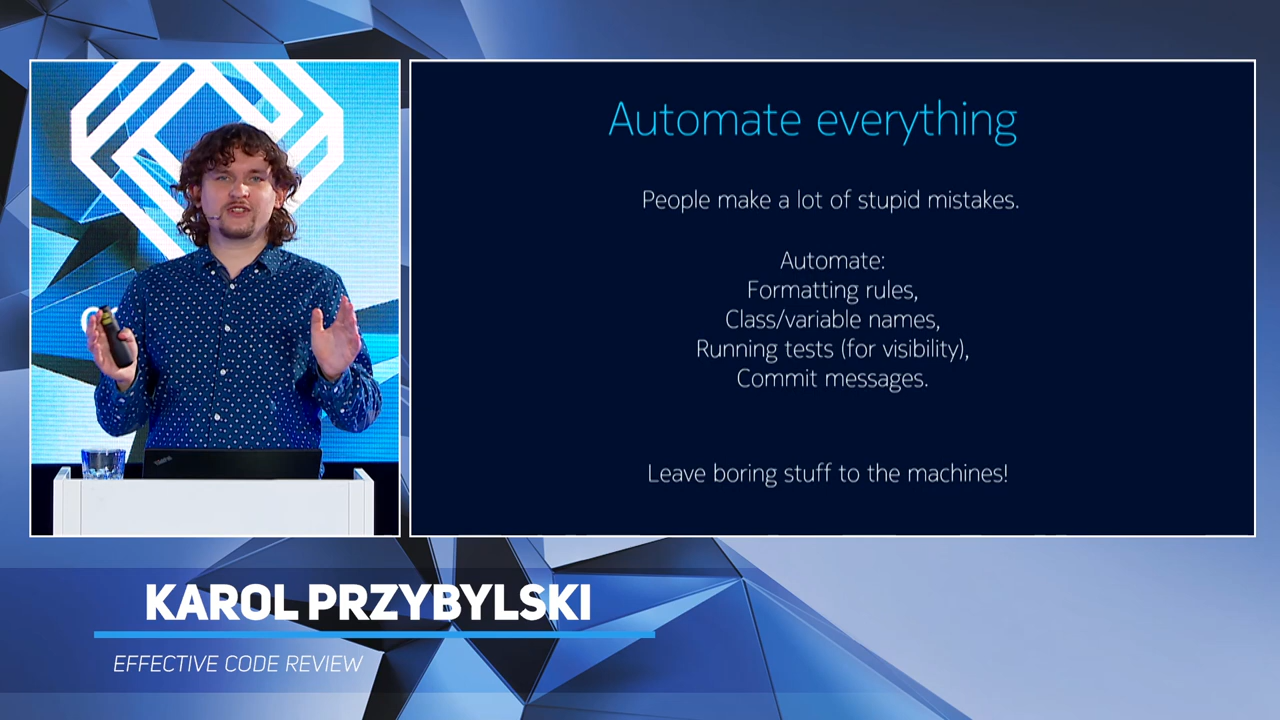 Automate everything
People make a lot of stupid mistakes.
Automate:
Formatting rules,
Class/variable names,
Running tests (for visibility),
Commit messages.
Leave boring stuff to the machines!
KAROL PRZYBYLSKI
EFFECTIVE CODE REVIEW